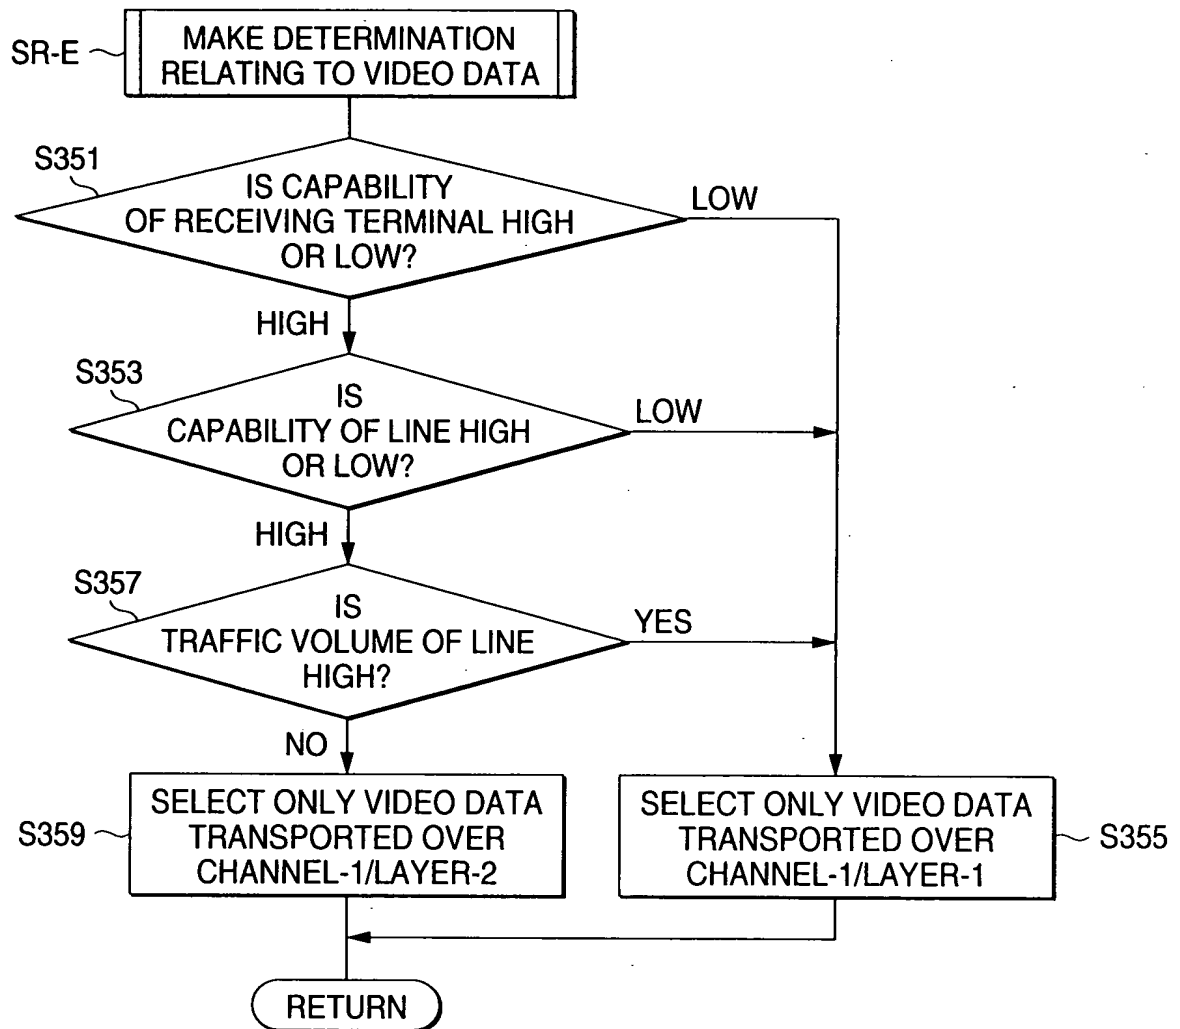 SR-E
MAKE DETERMINATION
RELATING TO VIDEO DATA
S351
IS CAPABILITY
OF RECEIVING TERMINAL HIGH
OR LOW?
LOW
HIGH
S353
IS
CAPABILITY OF LINE HIGH
OR LOW?
LOW
HIGH
S357
IS
TRAFFIC VOLUME OF LINE
HIGH?
YES
NO
S359
SELECT ONLY VIDEO DATA
TRANSPORTED OVER
CHANNEL-1/LAYER-2
SELECT ONLY VIDEO DATA
TRANSPORTED OVER
CHANNEL-1/LAYER-1
S355
RETURN